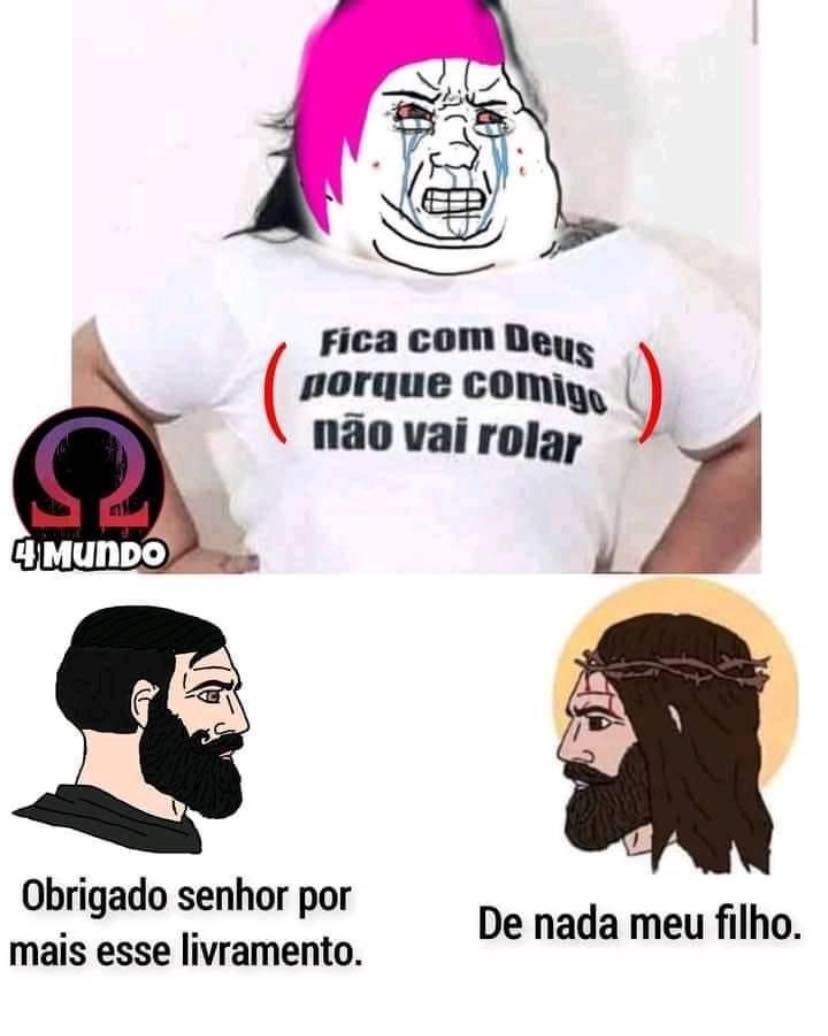 Fica com Deus
( porque comigo )
não vai rolar
Ω
4 MUNDO
Obrigado senhor por
mais esse livramento.
De nada meu filho.